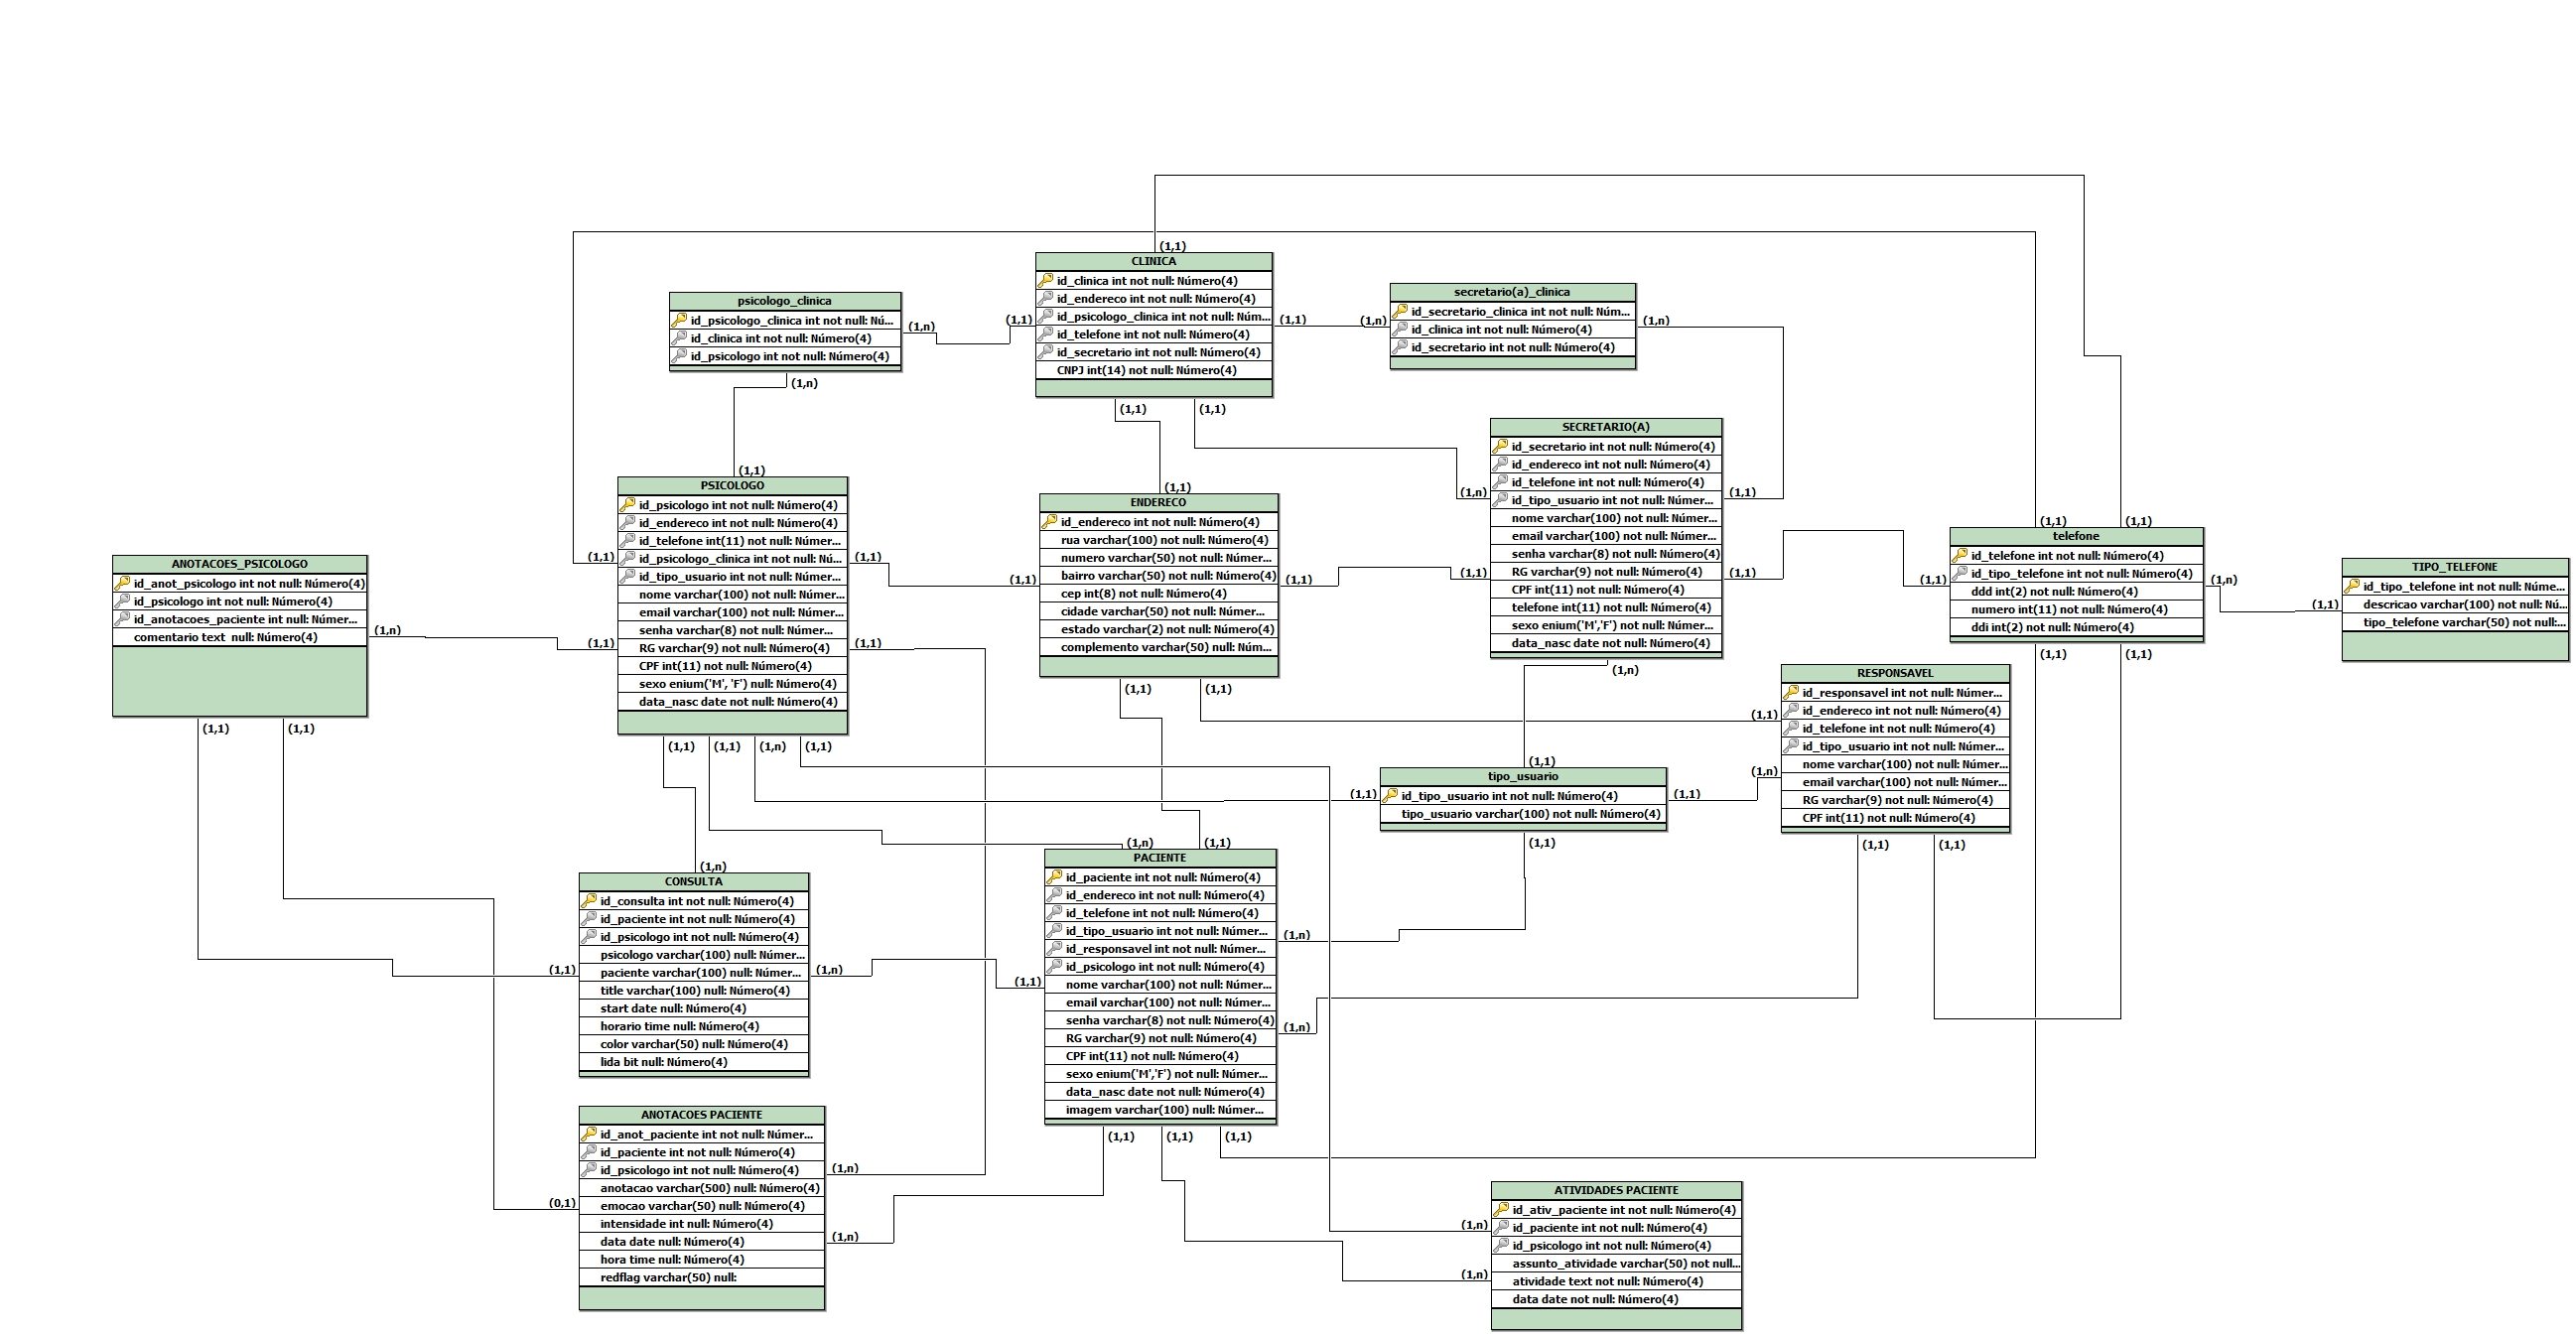 CLINICA
id_clinica int not null: Número(4)
id_endereco int not null: Número(4)
id_psicologo_clinica int not null: Núm...
id_telefone int not null: Número(4)
id_secretario int not null: Número(4)
CNPJ int(14) not null: Número(4)
(1,1)
(1,1)
(1,1)
(1,1)
(1,1)
psicologo_clinica
id_psicologo_clinica int not null: Nú...
id_clinica int not null: Número(4)
id_psicologo int not null: Número(4)
(1,n)
(1,n)
secretario(a)_clinica
id_secretario_clinica int not null: Núm...
id_clinica int not null: Número(4)
id_secretario int not null: Número(4)
(1,n)
(1,n)
SECRETARIO(A)
id_secretario int not null: Número(4)
id_endereco int not null: Número(4)
id_telefone int not null: Número(4)
id_tipo_usuario int not null: Númer...
nome varchar(100) not null: Númer...
email varchar(100) not null: Númer...
senha varchar(8) not null: Número(4)
RG varchar(9) not null: Número(4)
CPF int(11) not null: Número(4)
telefone int(11) not null: Número(4)
sexo enium('M','F') not null: Númer...
data_nasc date not null: Número(4)
(1,n)
(1,1)
(1,1)
(1,1)
(1,n)
PSICOLOGO
id_psicologo int not null: Número(4)
id_endereco int not null: Número(4)
id_telefone int(11) not null: Númer...
id_psicologo_clinica int not null: Nú...
id_tipo_usuario int not null: Númer...
nome varchar(100) not null: Númer...
email varchar(100) not null: Númer...
senha varchar(8) not null: Númer...
RG varchar(9) not null: Número(4)
CPF int(11) not null: Número(4)
sexo enium('M', 'F') null: Número(4)
data_nasc date not null: Número(4)
(1,1)
(1,1)
(1,1)
(1,1)
(1,1)
(1,1)
(1,1)
(1,n)
(1,1)
ENDERECO
id_endereco int not null: Número(4)
rua varchar(100) not null: Número(4)
numero varchar(50) not null: Númer...
bairro varchar(50) not null: Número(4)
cep int(8) not null: Número(4)
cidade varchar(50) not null: Númer...
estado varchar(2) not null: Número(4)
complemento varchar(50) null: Núm...
(1,1)
(1,1)
(1,1)
(1,1)
(1,1)
telefone
id_telefone int not null: Número(4)
id_tipo_telefone int not null: Número(4)
ddd int(2) not null: Número(4)
numero int(11) not null: Número(4)
ddi int(2) not null: Número(4)
(1,1)
(1,1)
(1,1)
(1,n)
(1,1)
(1,1)
TIPO_TELEFONE
id_tipo_telefone int not null: Núme...
descricao varchar(100) not null: Nú...
tipo_telefone varchar(50) not null:...
(1,1)
ANOTACOES_PSICOLOGO
id_anot_psicologo int not null: Número(4)
id_psicologo int not null: Número(4)
id_anotacoes_paciente int not null: Númer...
comentario text  null: Número(4)
(1,n)
(1,1)
(1,1)
RESPONSAVEL
id_responsavel int not null: Númer...
id_endereco int not null: Número(4)
id_telefone int not null: Número(4)
id_tipo_usuario int not null: Númer...
nome varchar(100) not null: Númer...
email varchar(100) not null: Númer...
RG varchar(9) not null: Número(4)
CPF int(11) not null: Número(4)
(1,1)
(1,n)
(1,1)
(1,1)
tipo_usuario
id_tipo_usuario int not null: Número(4)
tipo_usuario varchar(100) not null: Número(4)
(1,1)
(1,1)
(1,1)
(1,1)
PACIENTE
id_paciente int not null: Número(4)
id_endereco int not null: Número(4)
id_telefone int not null: Número(4)
id_tipo_usuario int not null: Númer...
id_responsavel int not null: Númer...
id_psicologo int not null: Número(4)
nome varchar(100) not null: Númer...
email varchar(100) not null: Númer...
senha varchar(8) not null: Número(4)
RG varchar(9) not null: Número(4)
CPF int(11) not null: Número(4)
sexo enium('M','F') not null: Númer...
data_nasc date not null: Número(4)
imagem varchar(100) null: Númer...
(1,n)
(1,1)
(1,n)
(1,1)
(1,n)
(1,1)
(1,1)
(1,1)
CONSULTA
id_consulta int not null: Número(4)
id_paciente int not null: Número(4)
id_psicologo int not null: Número(4)
psicologo varchar(100) null: Númer...
paciente varchar(100) null: Númer...
title varchar(100) null: Número(4)
start date null: Número(4)
horario time null: Número(4)
color varchar(50) null: Número(4)
lida bit null: Número(4)
(1,n)
(1,1)
(1,n)
ANOTACOES PACIENTE
id_anot_paciente int not null: Númer...
id_paciente int not null: Número(4)
id_psicologo int not null: Número(4)
anotacao varchar(500) null: Número(4)
emocao varchar(50) null: Número(4)
intensidade int null: Número(4)
data date null: Número(4)
hora time null: Número(4)
redflag varchar(50) null:
(1,n)
(0,1)
(1,n)
ATIVIDADES PACIENTE
id_ativ_paciente int not null: Número(4)
id_paciente int not null: Número(4)
id_psicologo int not null: Número(4)
assunto_atividade varchar(50) not null...
atividade text not null: Número(4)
data date not null: Número(4)
(1,n)
(1,n)